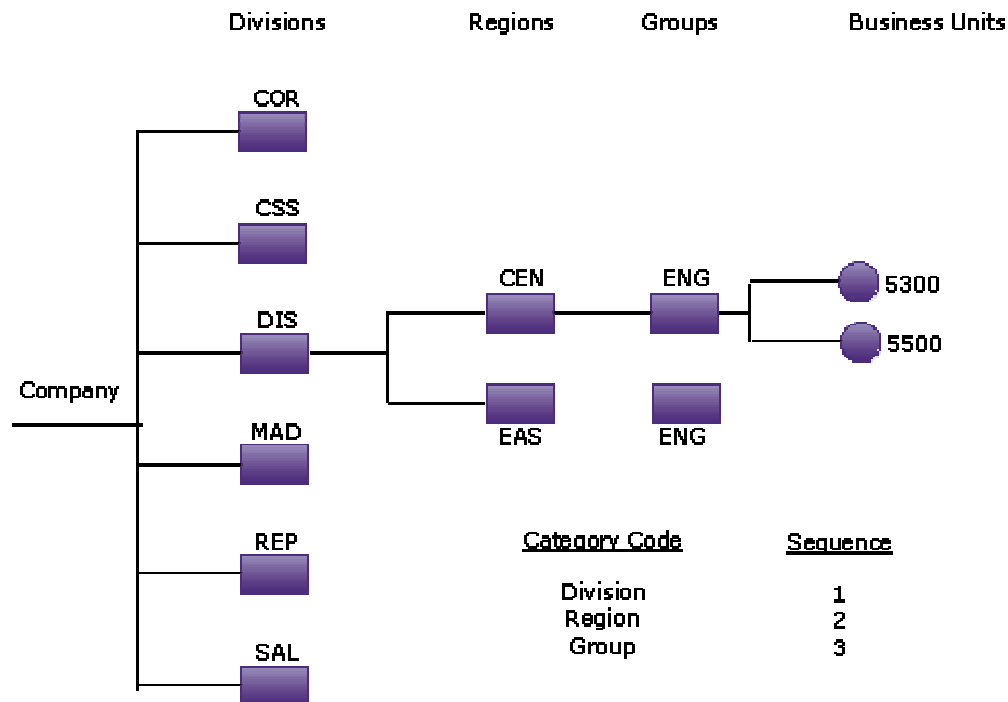 Divisions Regions Groups Business Units
COR
CSS
CEN ENG
5300
DIS
5500
Company
MAD
EAS ENG
REP
Category Code Sequence
Division 1
Region 2
Group 3
SAL